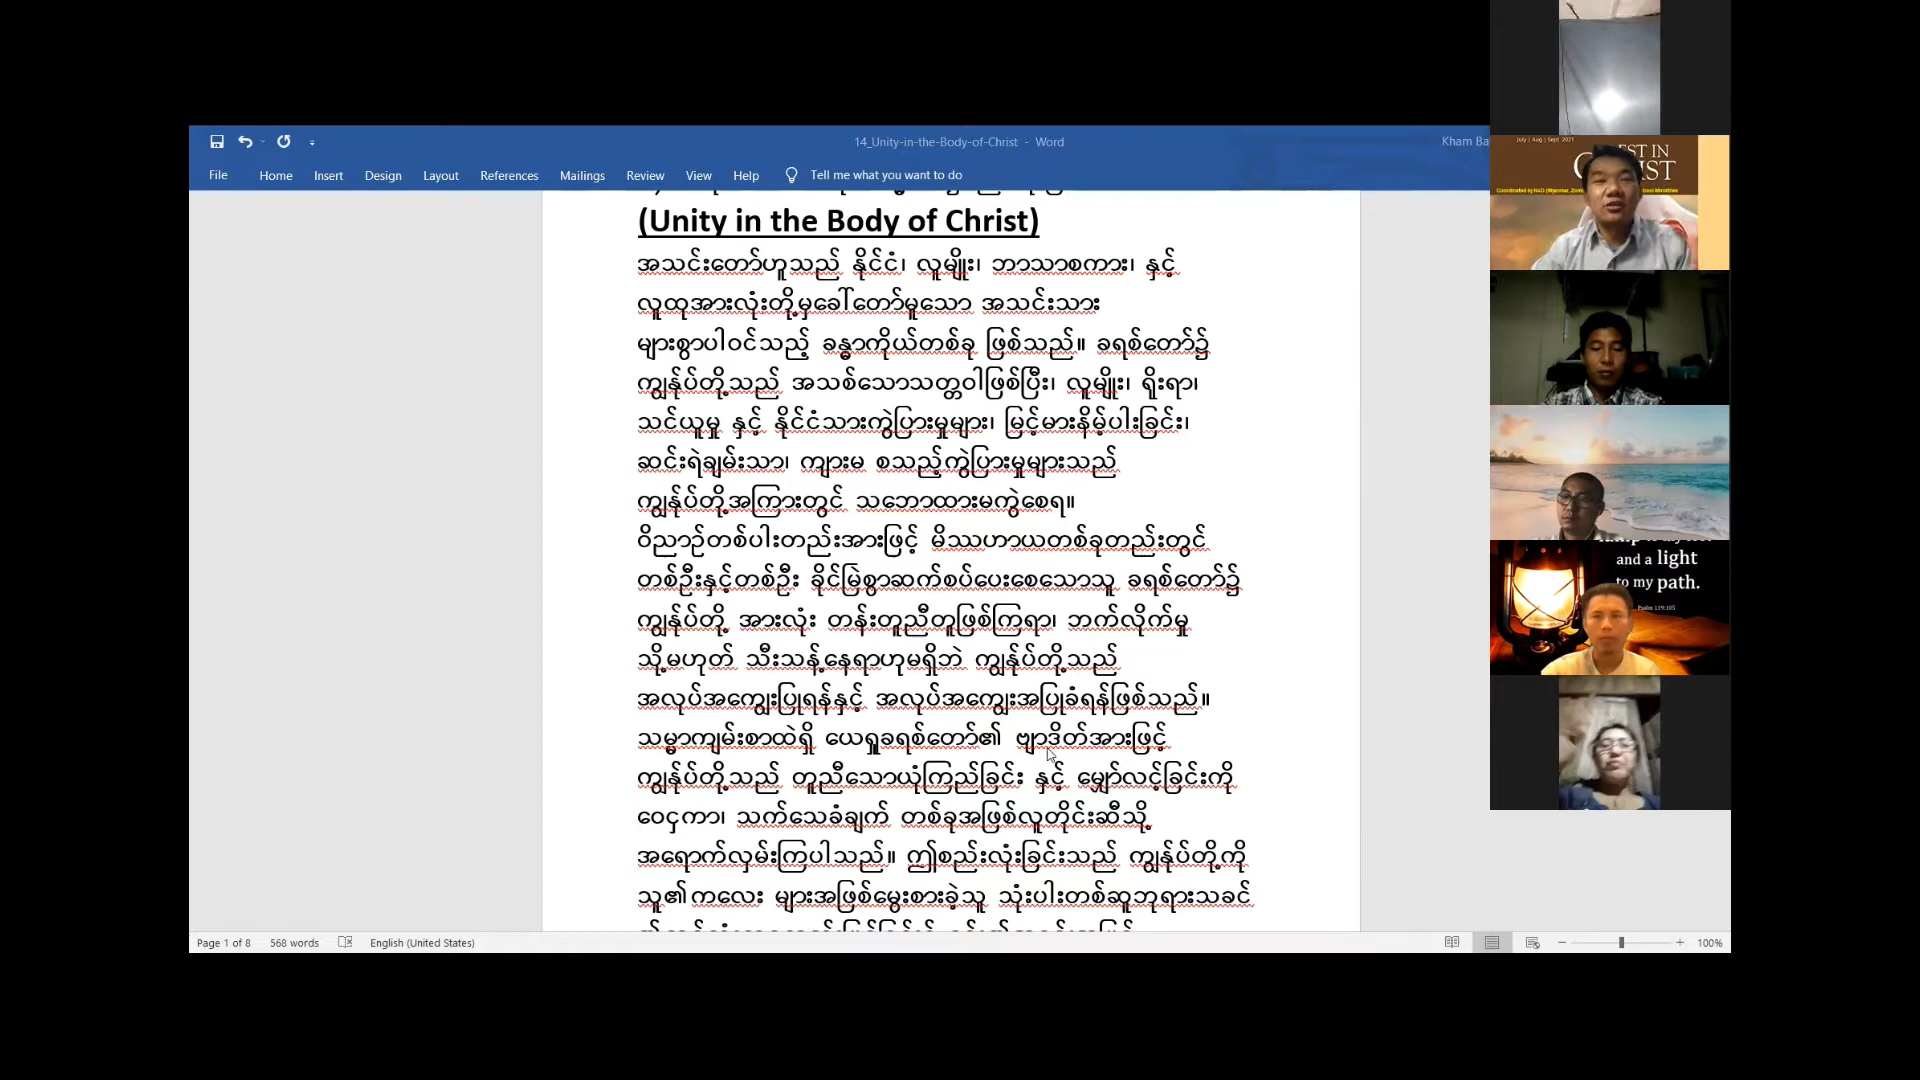 14_Unity-in-the-Body-of-Christ - Word
Kham Ba
File Home Insert Design Layout References Mailings Review View Help Tell me what you want to do
(Unity in the Body of Christ)
အသင်းတော်ဟူသည် နိုင်ငံ၊ လူမျိုး၊ ဘာသာစကား၊ နှင့်
လူထုအားလုံးတို့မှခေါ်တော်မူသော အသင်းသား
များစွာပါဝင်သည့် ခန္ဓာကိုယ်တစ်ခု ဖြစ်သည်။ ခရစ်တော်၌
ကျွန်ုပ်တို့သည် အသစ်သောသတ္တဝါဖြစ်ပြီး၊ လူမျိုး၊ ရိုးရာ၊
သင်ယူမှု နှင့် နိုင်ငံသားကွဲပြားမှုများ၊ မြင့်မားနိမ့်ပါးခြင်း၊
ဆင်းရဲချမ်းသာ၊ ကျားမ စသည့်ကွဲပြားမှုများသည်
ကျွန်ုပ်တို့အကြားတွင် သဘောထားမကွဲစေရ။
ဝိညာဉ်တစ်ပါးတည်းအားဖြင့် မိဿဟာယတစ်ခုတည်းတွင်
တစ်ဦးနှင့်တစ်ဦး ခိုင်မြဲစွာဆက်စပ်ပေးစေသောသူ ခရစ်တော်၌
ကျွန်ုပ်တို့ အားလုံး တန်းတူညီတူဖြစ်ကြရာ၊ ဘက်လိုက်မှု
သို့မဟုတ် သီးသန့်နေရာဟုမရှိဘဲ ကျွန်ုပ်တို့သည်
အလုပ်အကျွေးပြုရန်နှင့် အလုပ်အကျွေးအပြုခံရန်ဖြစ်သည်။
သမ္မာကျမ်းစာထဲရှိ ယေရှုခရစ်တော်၏ ဗျာဒိတ်အားဖြင့်
ကျွန်ုပ်တို့သည် တူညီသောယုံကြည်ခြင်း နှင့် မျှော်လင့်ခြင်းကို
ဝေငှကာ၊ သက်သေခံချက် တစ်ခုအဖြစ်လူတိုင်းဆီသို့
အရောက်လှမ်းကြပါသည်။ ဤစည်းလုံးခြင်းသည် ကျွန်ုပ်တို့ကို
သူ၏ကလေး များအဖြစ်မွေးစားခဲ့သူ သုံးပါးတစ်ဆူဘုရားသခင်
Page 1 of 8 568 words English (United States) 100%
July | Aug | Sept 2021
EST IN
and a light
to my path.
Psalm 119:105